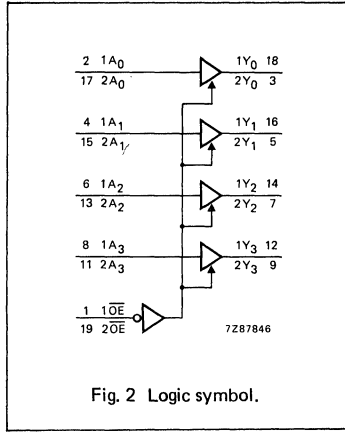 2 1A0 1Y0 18
17 2A0 2Y0 3
4 1A1 1Y1 16
15 2A1 2Y1 5
6 1A2 1Y2 14
13 2A2 2Y2 7
8 1A3 1Y3 12
11 2A3 2Y3 9
1 1O̅E̅
19 2O̅E̅
7Z87846
Fig. 2 Logic symbol.